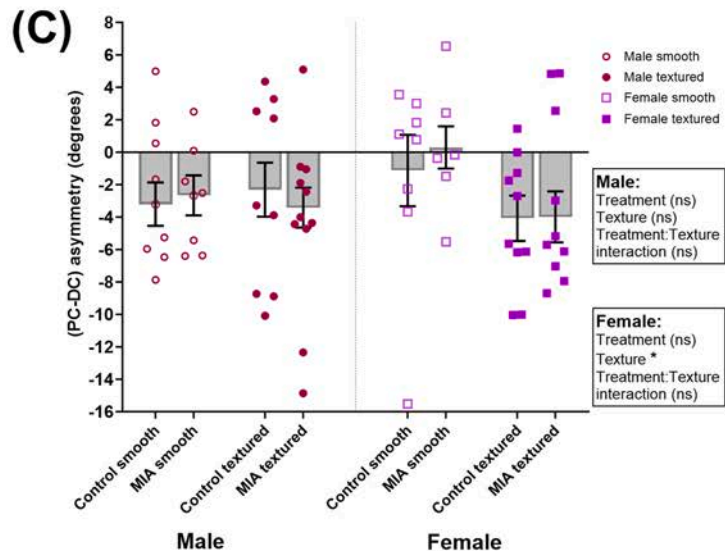 (C)
(PC-DC) asymmetry (degrees)
8
6
4
2
0
-2
-4
-6
-8
-10
-12
-14
-16
Control smooth
MIA smooth
Control textured
MIA textured
Control smooth
MIA smooth
Control textured
MIA textured
Male
Female
Male smooth
Male textured
Female smooth
Female textured
Male:
Treatment (ns)
Texture (ns)
Treatment:Texture
interaction (ns)
Female:
Treatment (ns)
Texture *
Treatment:Texture
interaction (ns)